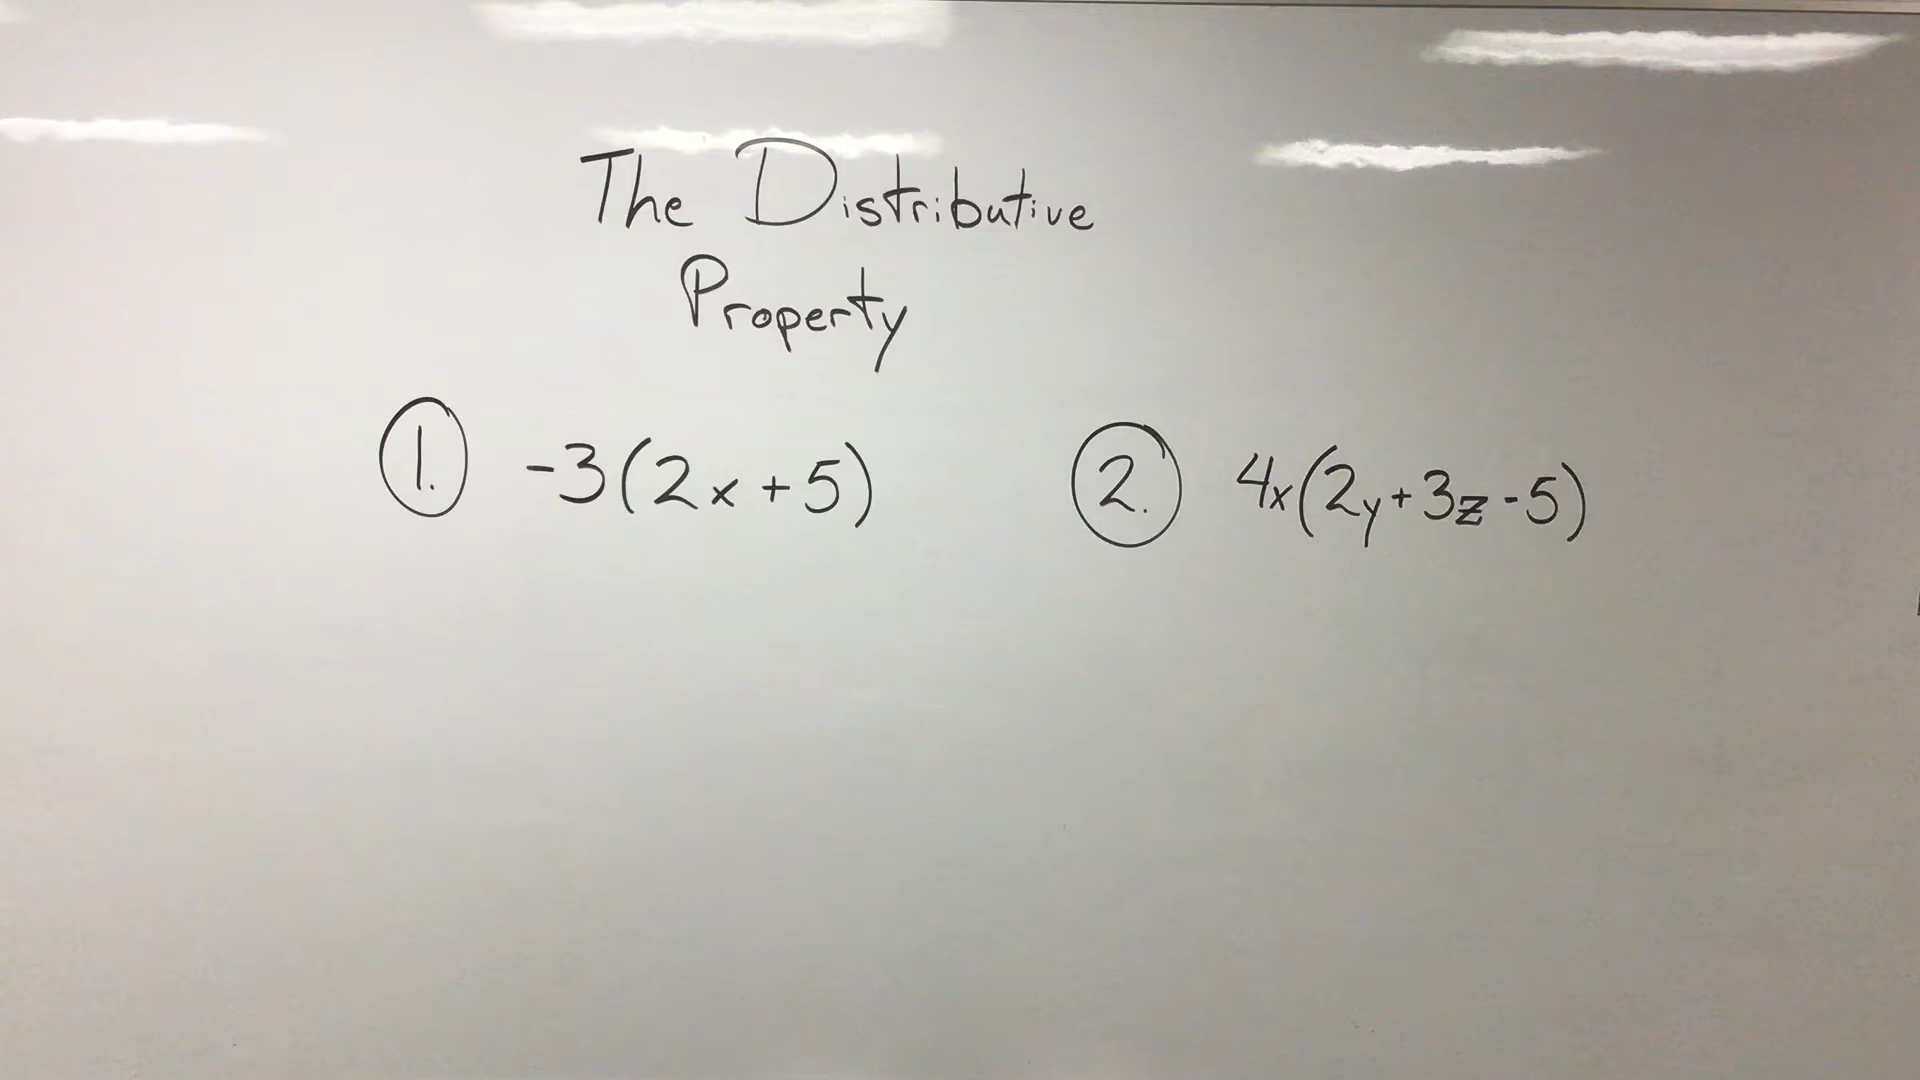 The Distributive
Property
1. -3(2x+5)
2. 4x(2y+3z-5)